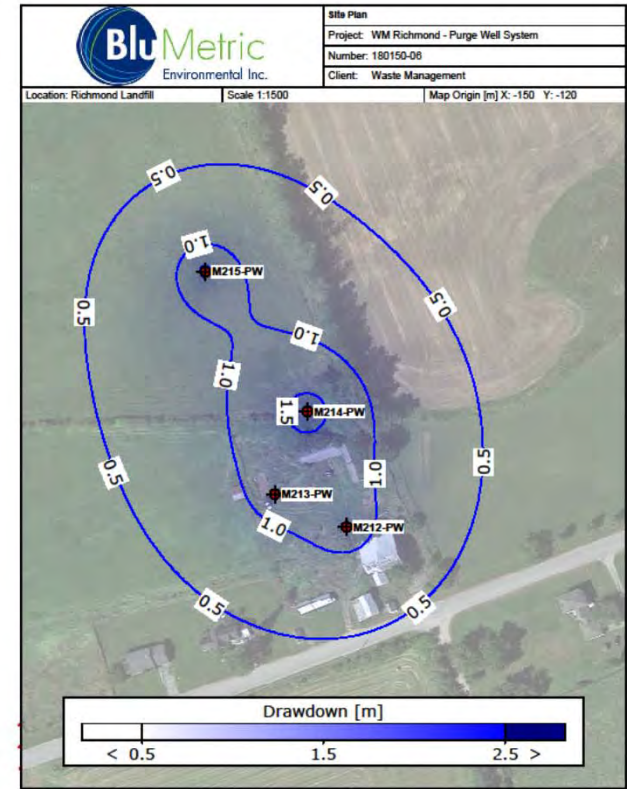 BluMetric
Environmental Inc.
Site Plan
Project: WM Richmond - Purge Well System
Number: 180150-06
Client: Waste Management
Location: Richmond Landfill Scale 1:1500 Map Origin [m] X: -150 Y: -120
0.5
0.5
1.0
M215-PW
0.5
0.5
1.0
1.0
1.5
M214-PW
0.5
1.0
0.5
M213-PW
1.0
M212-PW
0.5
0.5
Drawdown [m]
< 0.5 1.5 2.5 >